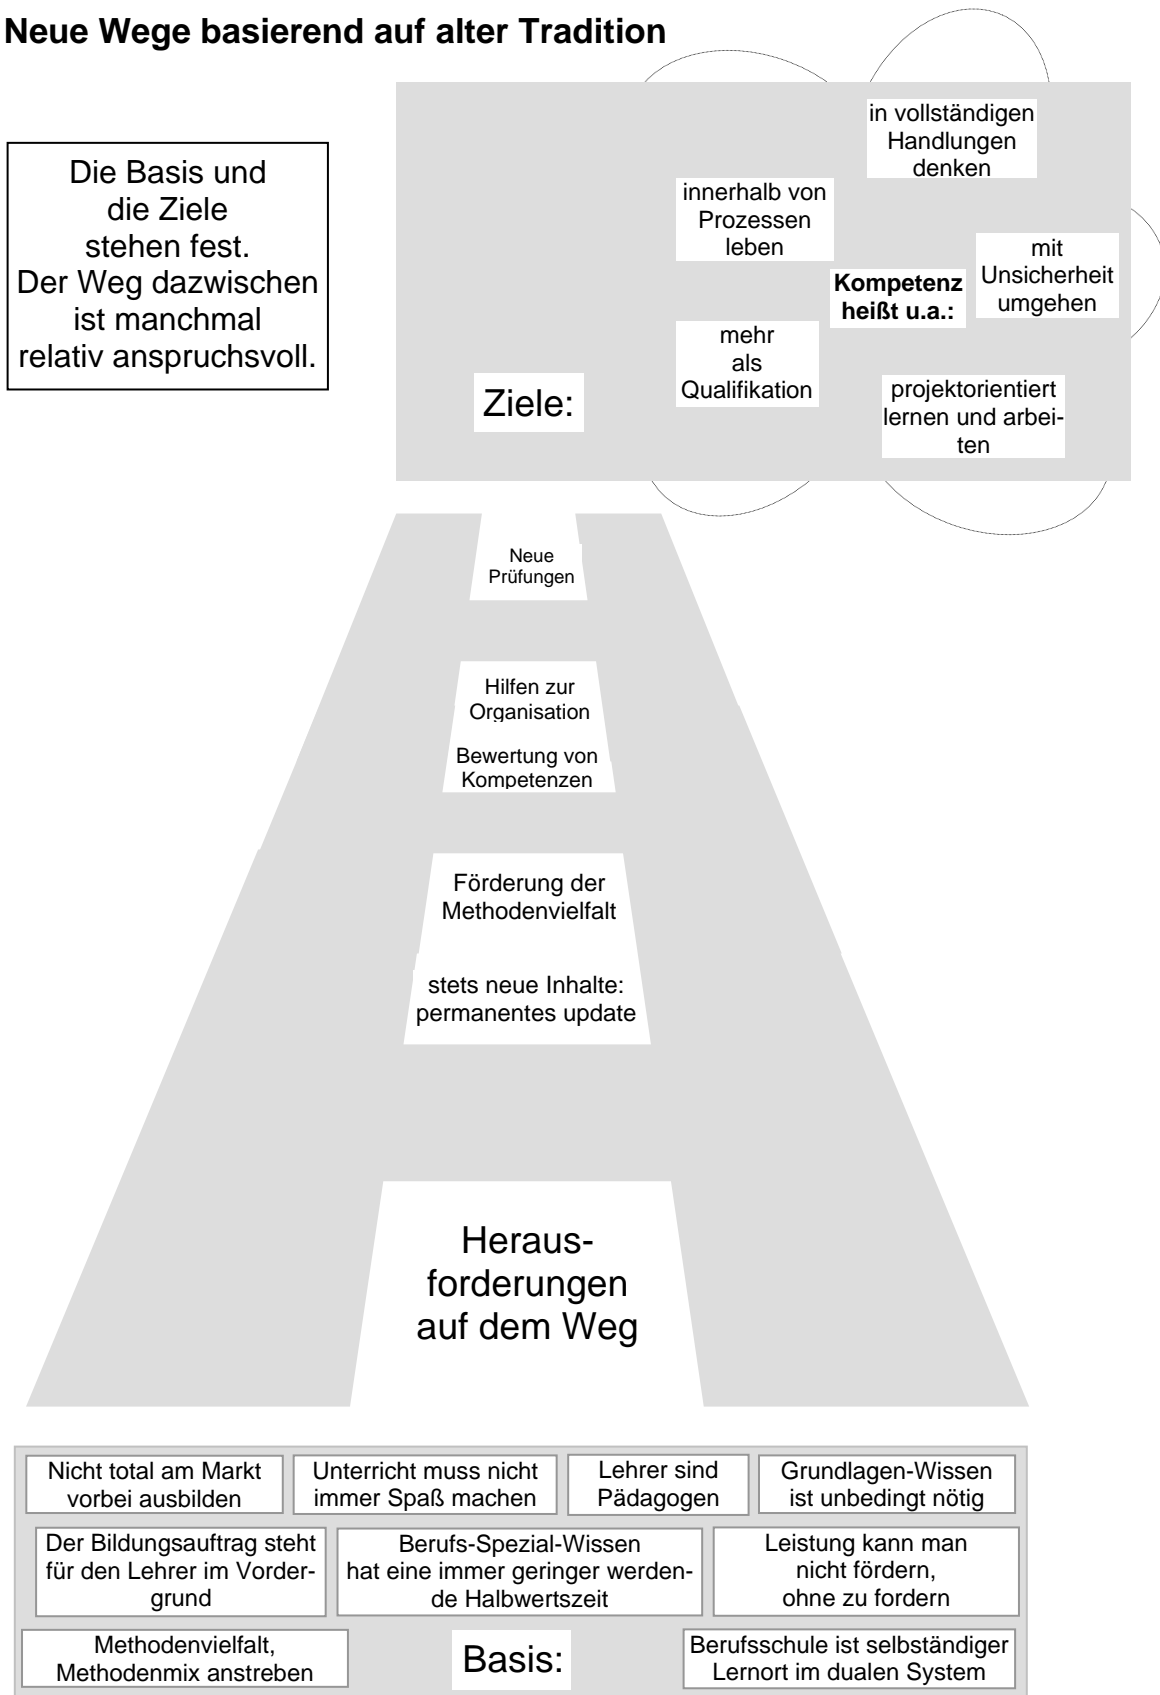 Neue Wege basierend auf alter Tradition
Die Basis und
die Ziele
stehen fest.
Der Weg dazwischen
ist manchmal
relativ anspruchsvoll.
in vollständigen
Handlungen
denken
innerhalb von
Prozessen
leben
mit
Unsicherheit
umgehen
Kompetenz
heißt u.a.:
mehr
als
Qualifikation
projektorientiert
lernen und arbei-
ten
Ziele:
Neue
Prüfungen
Hilfen zur
Organisation
Bewertung von
Kompetenzen
Förderung der
Methodenvielfalt
stets neue Inhalte:
permanentes update
Heraus-
forderungen
auf dem Weg
Nicht total am Markt
vorbei ausbilden
Unterricht muss nicht
immer Spaß machen
Lehrer sind
Pädagogen
Grundlagen-Wissen
ist unbedingt nötig
Der Bildungsauftrag steht
für den Lehrer im Vorder-
grund
Berufs-Spezial-Wissen
hat eine immer geringer werden-
de Halbwertszeit
Leistung kann man
nicht fördern,
ohne zu fordern
Methodenvielfalt,
Methodenmix anstreben
Basis:
Berufsschule ist selbständiger
Lernort im dualen System